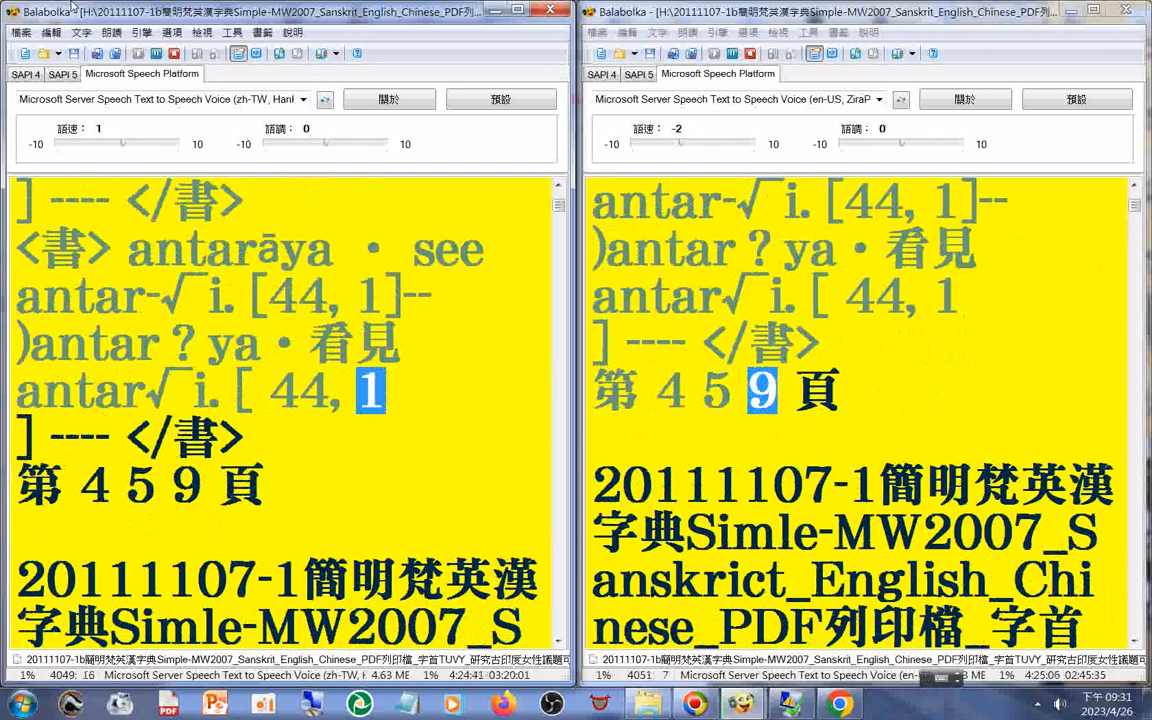 Balabolka - [H:\20111107-1b簡明梵英漢字典Simple-MW2007_Sanskrit_English_Chinese_PDF列...
檔案 編輯 文字 朗讀 引擎 選項 檢視 工具 書籤 說明
SAPI 4 SAPI 5 Microsoft Speech Platform
Microsoft Server Speech Text to Speech Voice (zh-TW, Hanl
關於 預設
語速： 1 語調： 0
-10 10 -10 10
] ---- </書>
<書> antarāya • see
antar-√ i. [44, 1]--
)antar ? ya • 看見
antar√ i. [ 44, 1
] ---- </書>
第 4 5 9 頁
20111107-1簡明梵英漢
字典Simle-MW2007_S
20111107-1b簡明梵英漢字典Simple-MW2007_Sanskrit_English_Chinese_PDF列印檔_字首TUVY_研究古印度女性議題可
1% 4049: 16 Microsoft Server Speech Text to Speech Voice (zh-TW, H 4.63 ME 1% 4:24:41 03:20:01
Balabolka - [H:\20111107-1b簡明梵英漢字典Simple-MW2007_Sanskrit_English_Chinese_PDF列...
檔案 編輯 文字 朗讀 引擎 選項 檢視 工具 書籤 說明
SAPI 4 SAPI 5 Microsoft Speech Platform
Microsoft Server Speech Text to Speech Voice (en-US, ZiraP
關於 預設
語速： -2 語調： 0
-10 10 -10 10
antar-√ i. [44, 1]--
)antar ? ya • 看見
antar√ i. [ 44, 1
] ---- </書>
第 4 5 9 頁
20111107-1簡明梵英漢
字典Simle-MW2007_S
anskrict_English_Chi
nese_PDF列印檔_字首
20111107-1b簡明梵英漢字典Simple-MW2007_Sanskrit_English_Chinese_PDF列印檔_字首TUVY_研究古印度女性議題可
1% 4051: 7 Microsoft Server Speech Text to Speech ME 1% 4:25:06 02:45:35
下午 09:31
2023/4/26